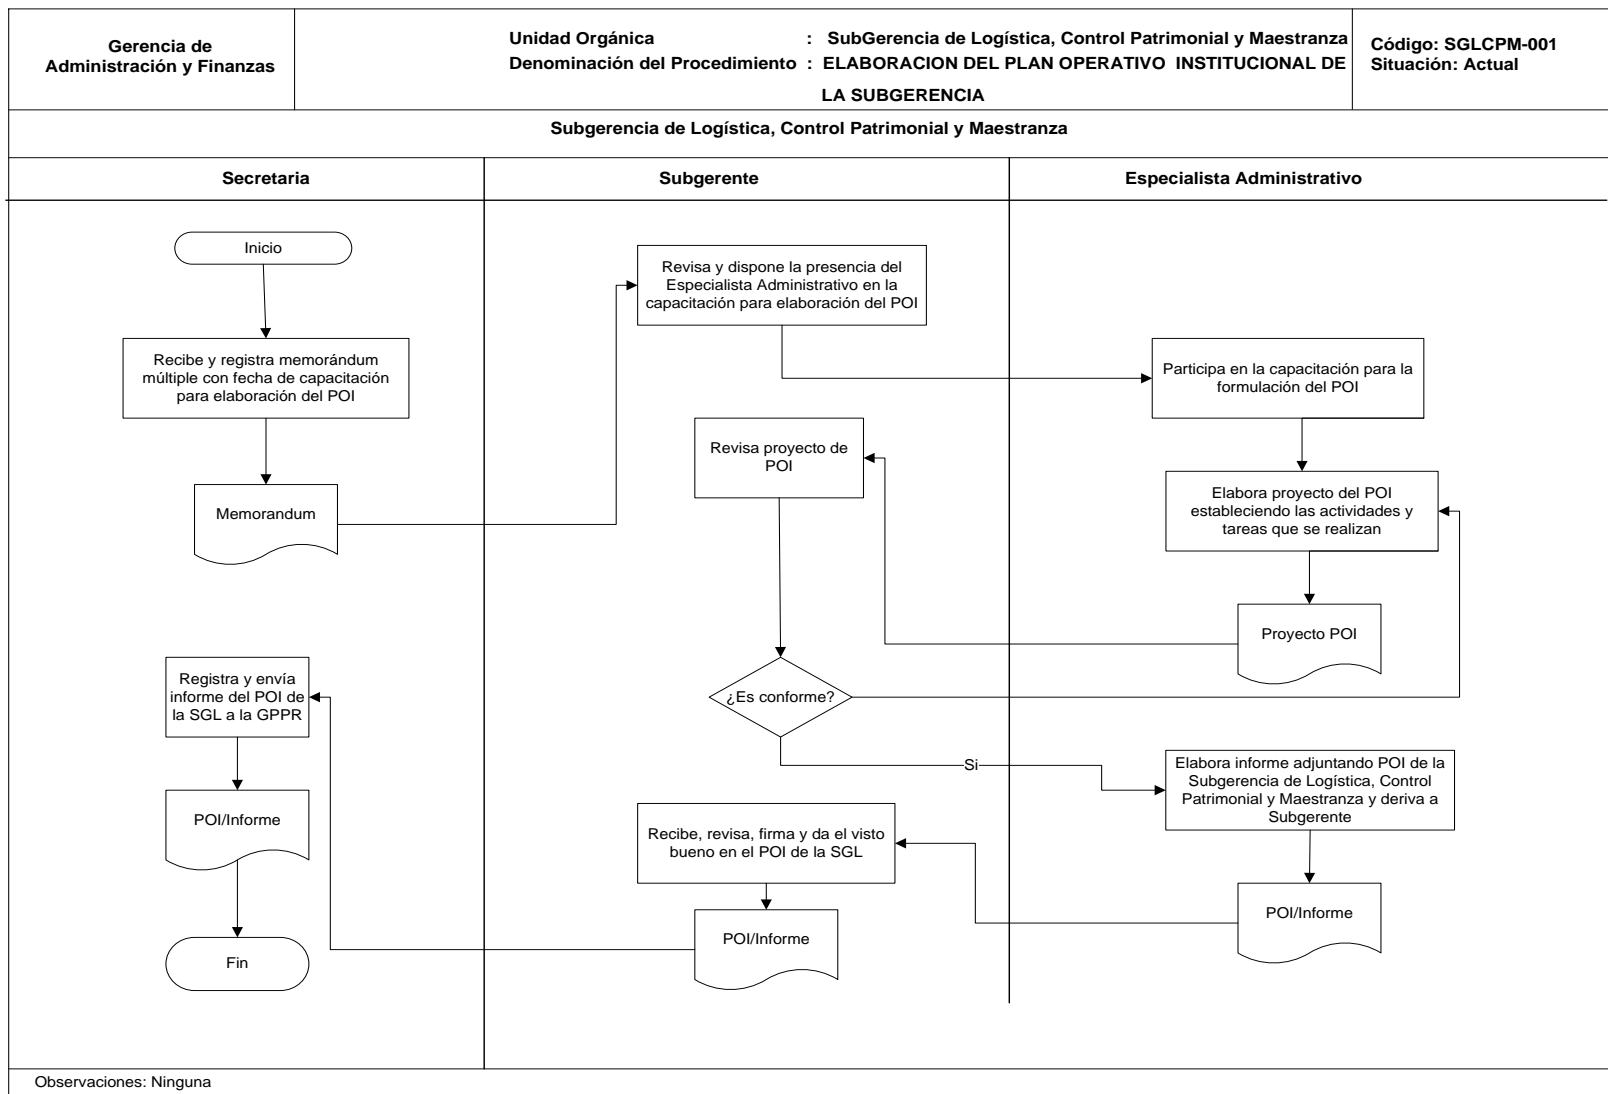 Gerencia de
Administración y Finanzas
Unidad Orgánica : SubGerencia de Logística, Control Patrimonial y Maestranza
Denominación del Procedimiento : ELABORACION DEL PLAN OPERATIVO INSTITUCIONAL DE
LA SUBGERENCIA
Código: SGLCPM-001
Situación: Actual
Subgerencia de Logística, Control Patrimonial y Maestranza
Secretaria
Subgerente
Especialista Administrativo
Inicio
Recibe y registra memorándum
múltiple con fecha de capacitación
para elaboración del POI
Memorandum
Revisa y dispone la presencia del
Especialista Administrativo en la
capacitación para elaboración del POI
Participa en la capacitación para la
formulación del POI
Elabora proyecto del POI
estableciendo las actividades y
tareas que se realizan
Proyecto POI
Revisa proyecto de
POI
¿Es conforme?
Si
Elabora informe adjuntando POI de la
Subgerencia de Logística, Control
Patrimonial y Maestranza y deriva a
Subgerente
POI/Informe
Recibe, revisa, firma y da el visto
bueno en el POI de la SGL
POI/Informe
Registra y envía
informe del POI de
la SGL a la GPPR
POI/Informe
Fin
Observaciones: Ninguna